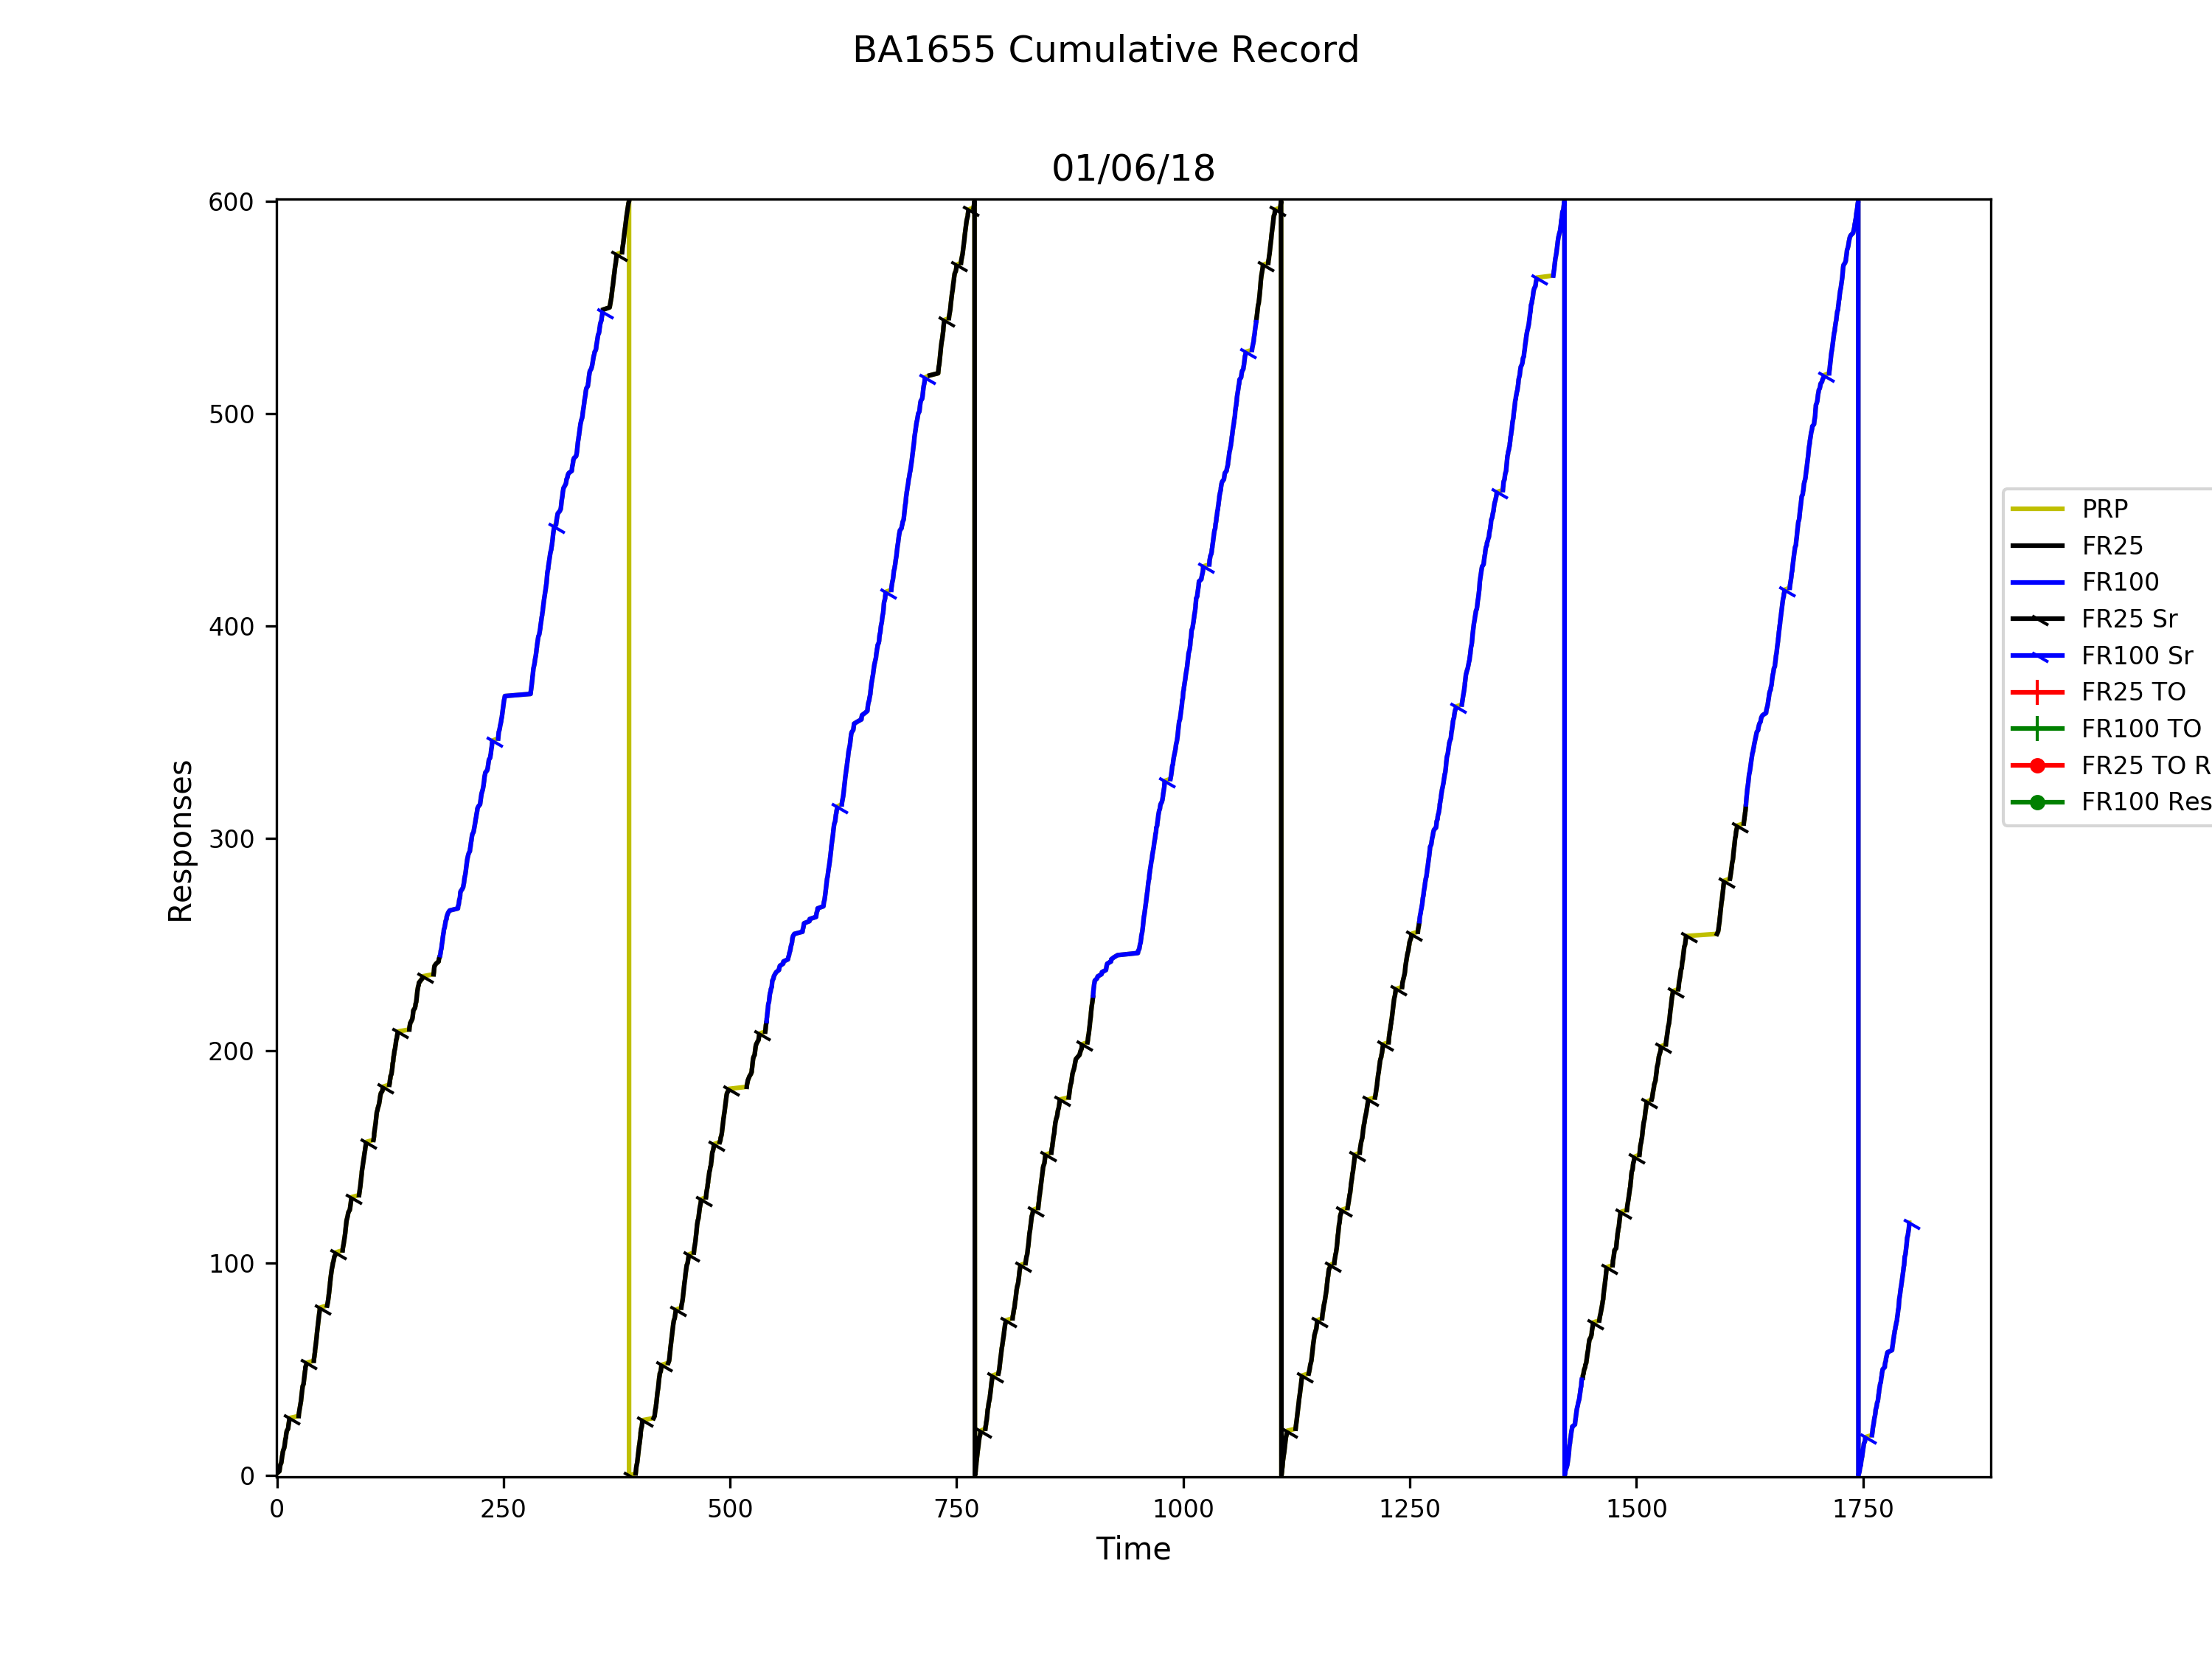 BA1655 Cumulative Record
01/06/18
600
500
400
300
200
100
0
Responses
0 250 500 750 1000 1250 1500 1750
Time
PRP
FR25
FR100
FR25 Sr
FR100 Sr
FR25 TO
FR100 TO
FR25 TO R
FR100 Res